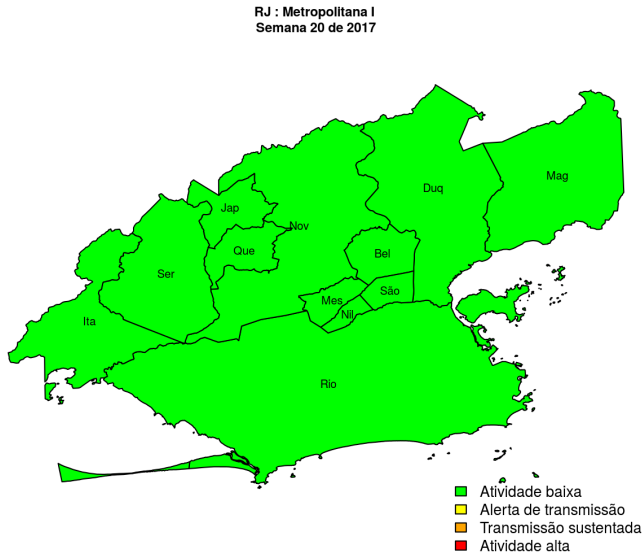 RJ : Metropolitana I
Semana 20 de 2017
Mag
Duq
Jap
Nov
Que
Bel
Ser
São
Mes
Nil
Ita
Rio
Atividade baixa
Alerta de transmissão
Transmissão sustentada
Atividade alta